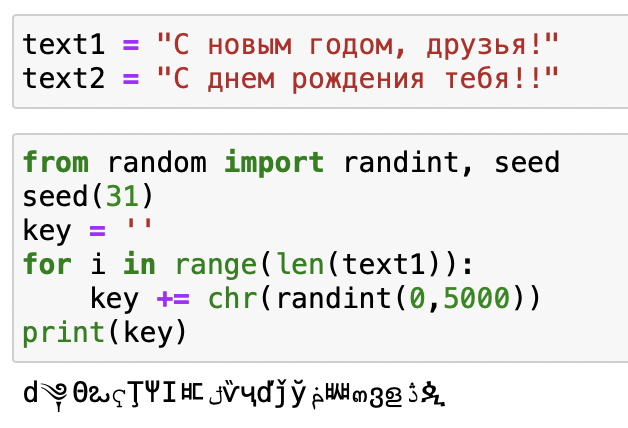 text1 = "С новым годом, друзья!"
text2 = "С днем рождения тебя!!"
from random import randint, seed
seed(31)
key = ''
for i in range(len(text1)):
    key += chr(randint(0,5000))
print(key)